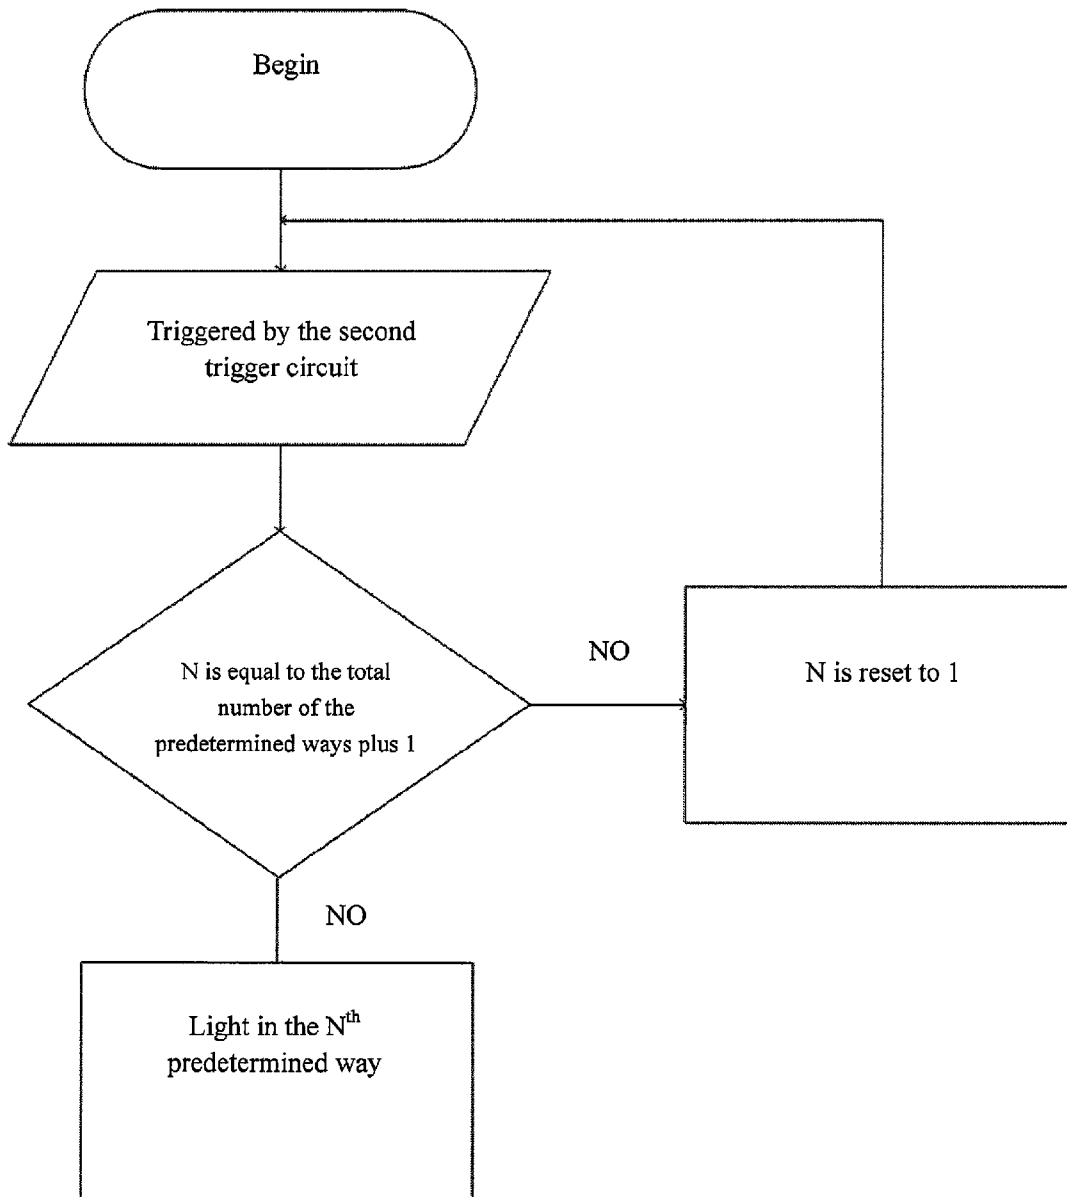 Begin
Triggered by the second
trigger circuit
N is equal to the total
number of the
predetermined ways plus 1
NO
N is reset to 1
NO
Light in the Nth
predetermined way